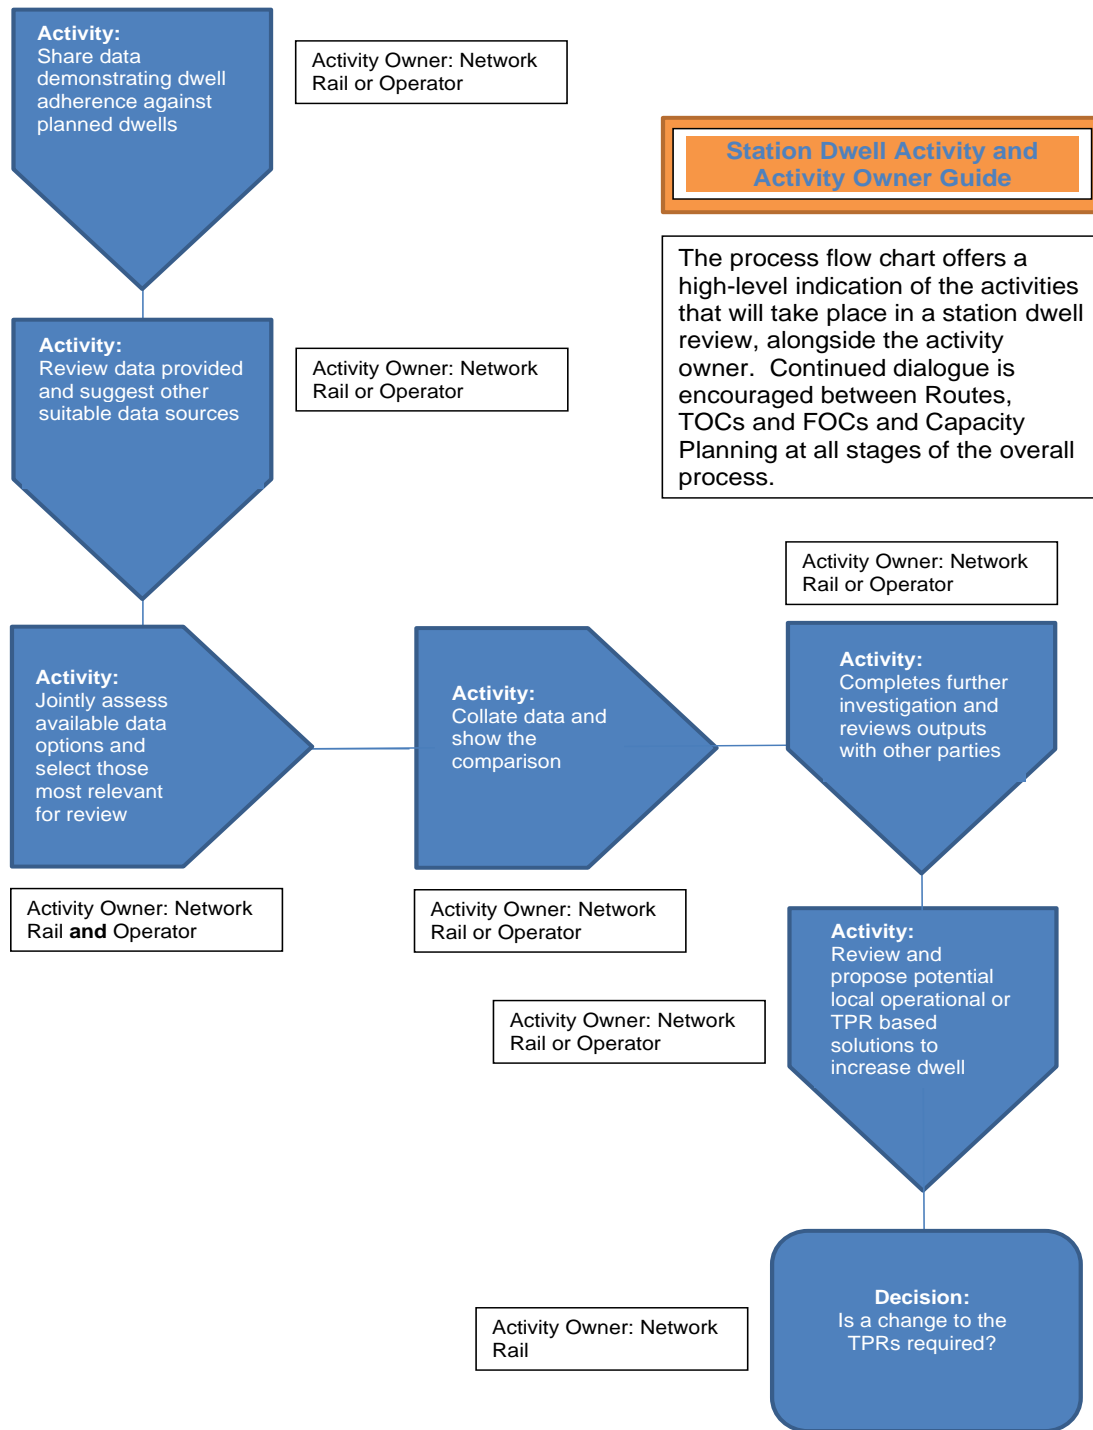 Activity:
Share data
demonstrating dwell
adherence against
planned dwells
Activity Owner: Network
Rail or Operator
Station Dwell Activity and
Activity Owner Guide
The process flow chart offers a
high-level indication of the activities
that will take place in a station dwell
review, alongside the activity
owner.  Continued dialogue is
encouraged between Routes,
TOCs and FOCs and Capacity
Planning at all stages of the overall
process.
Activity:
Review data provided
and suggest other
suitable data sources
Activity Owner: Network
Rail or Operator
Activity:
Jointly assess
available data
options and
select those
most relevant
for review
Activity Owner: Network
Rail and Operator
Activity:
Collate data and
show the
comparison
Activity Owner: Network
Rail or Operator
Activity Owner: Network
Rail or Operator
Activity:
Completes further
investigation and
reviews outputs
with other parties
Activity:
Review and
propose potential
local operational or
TPR based
solutions to
increase dwell
Activity Owner: Network
Rail or Operator
Decision:
Is a change to the
TPRs required?
Activity Owner: Network
Rail